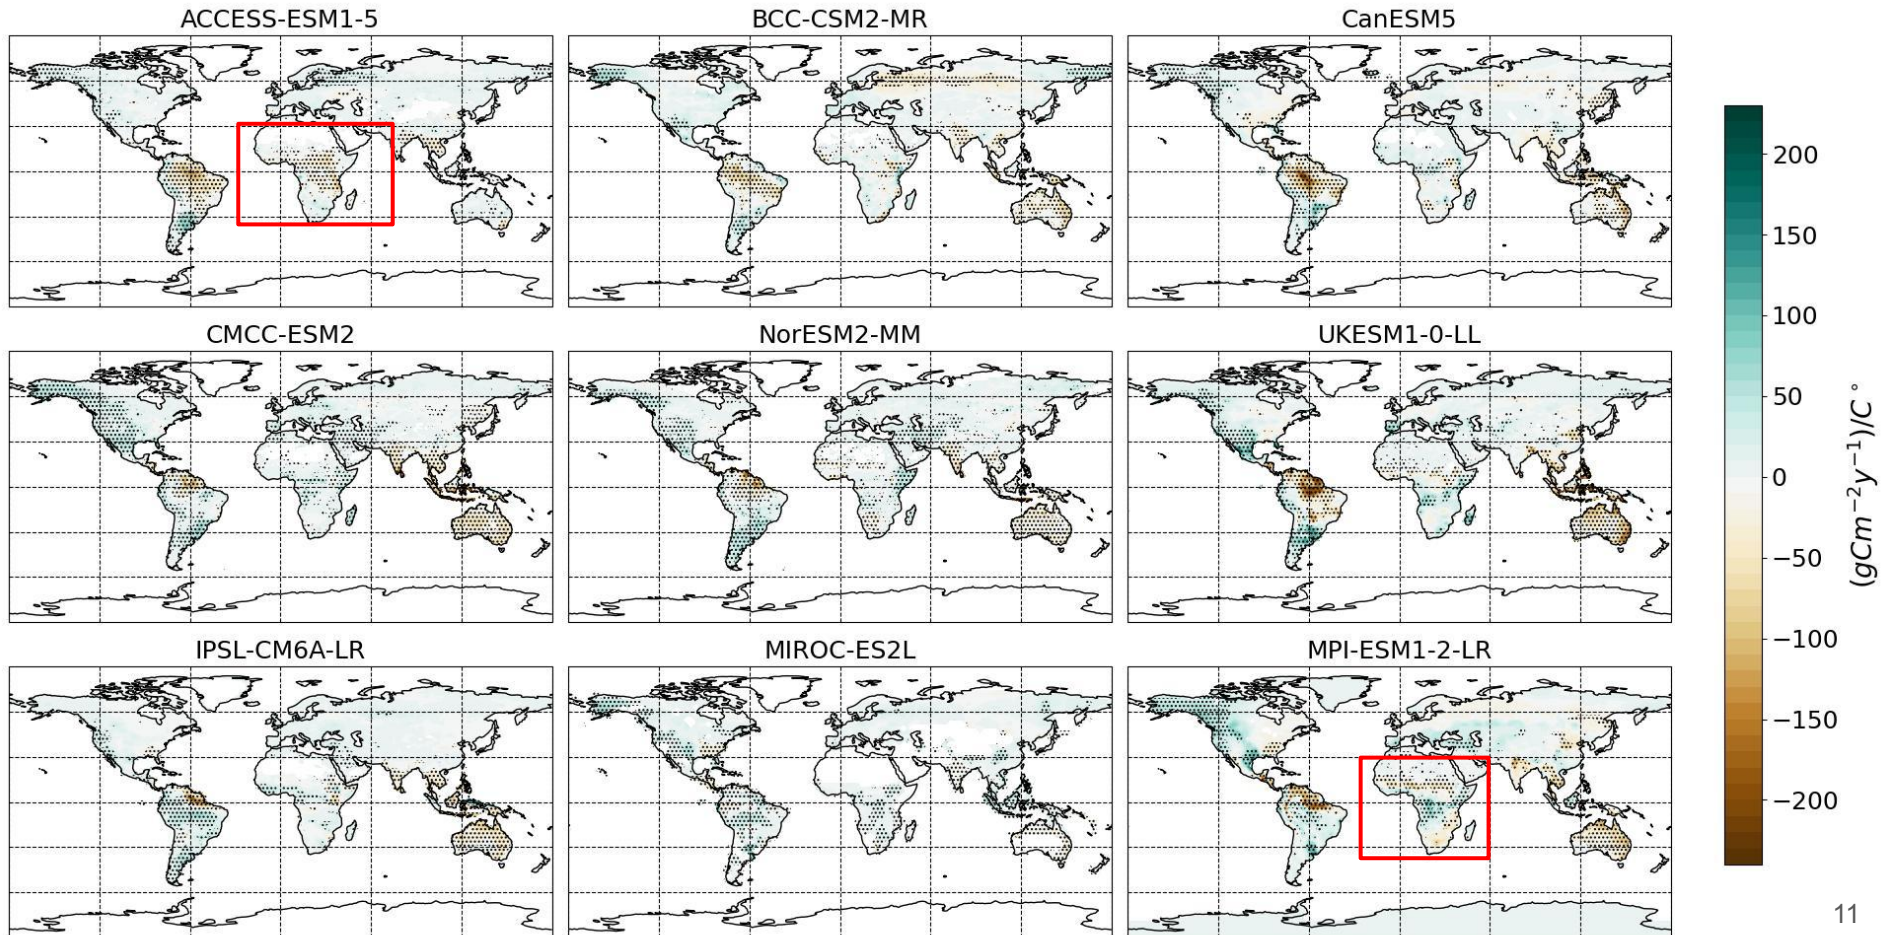 ACCESS-ESM1-5
BCC-CSM2-MR
CanESM5
CMCC-ESM2
NorESM2-MM
UKESM1-0-LL
IPSL-CM6A-LR
MIROC-ES2L
MPI-ESM1-2-LR
200
150
100
50
0
−50
−100
−150
−200
(gCm⁻²y⁻¹)/C°
11